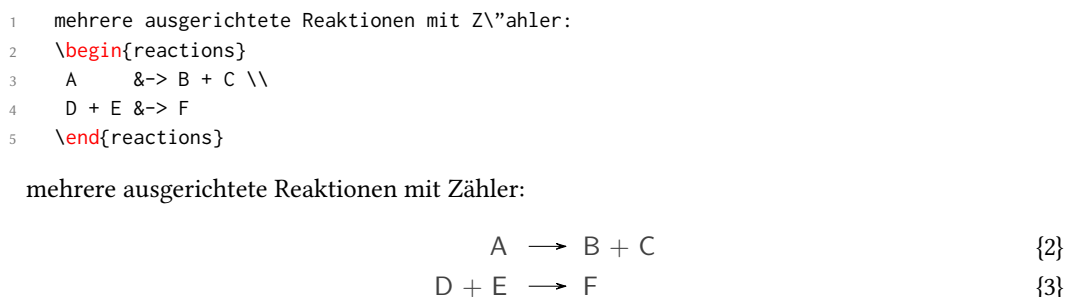 1 mehrere ausgerichtete Reaktionen mit Z\”ahler:
2 \begin{reactions}
3 A &-> B + C \\
4 D + E &-> F
5 \end{reactions}
mehrere ausgerichtete Reaktionen mit Zähler:
A ⟶ B + C {2}
D + E ⟶ F {3}